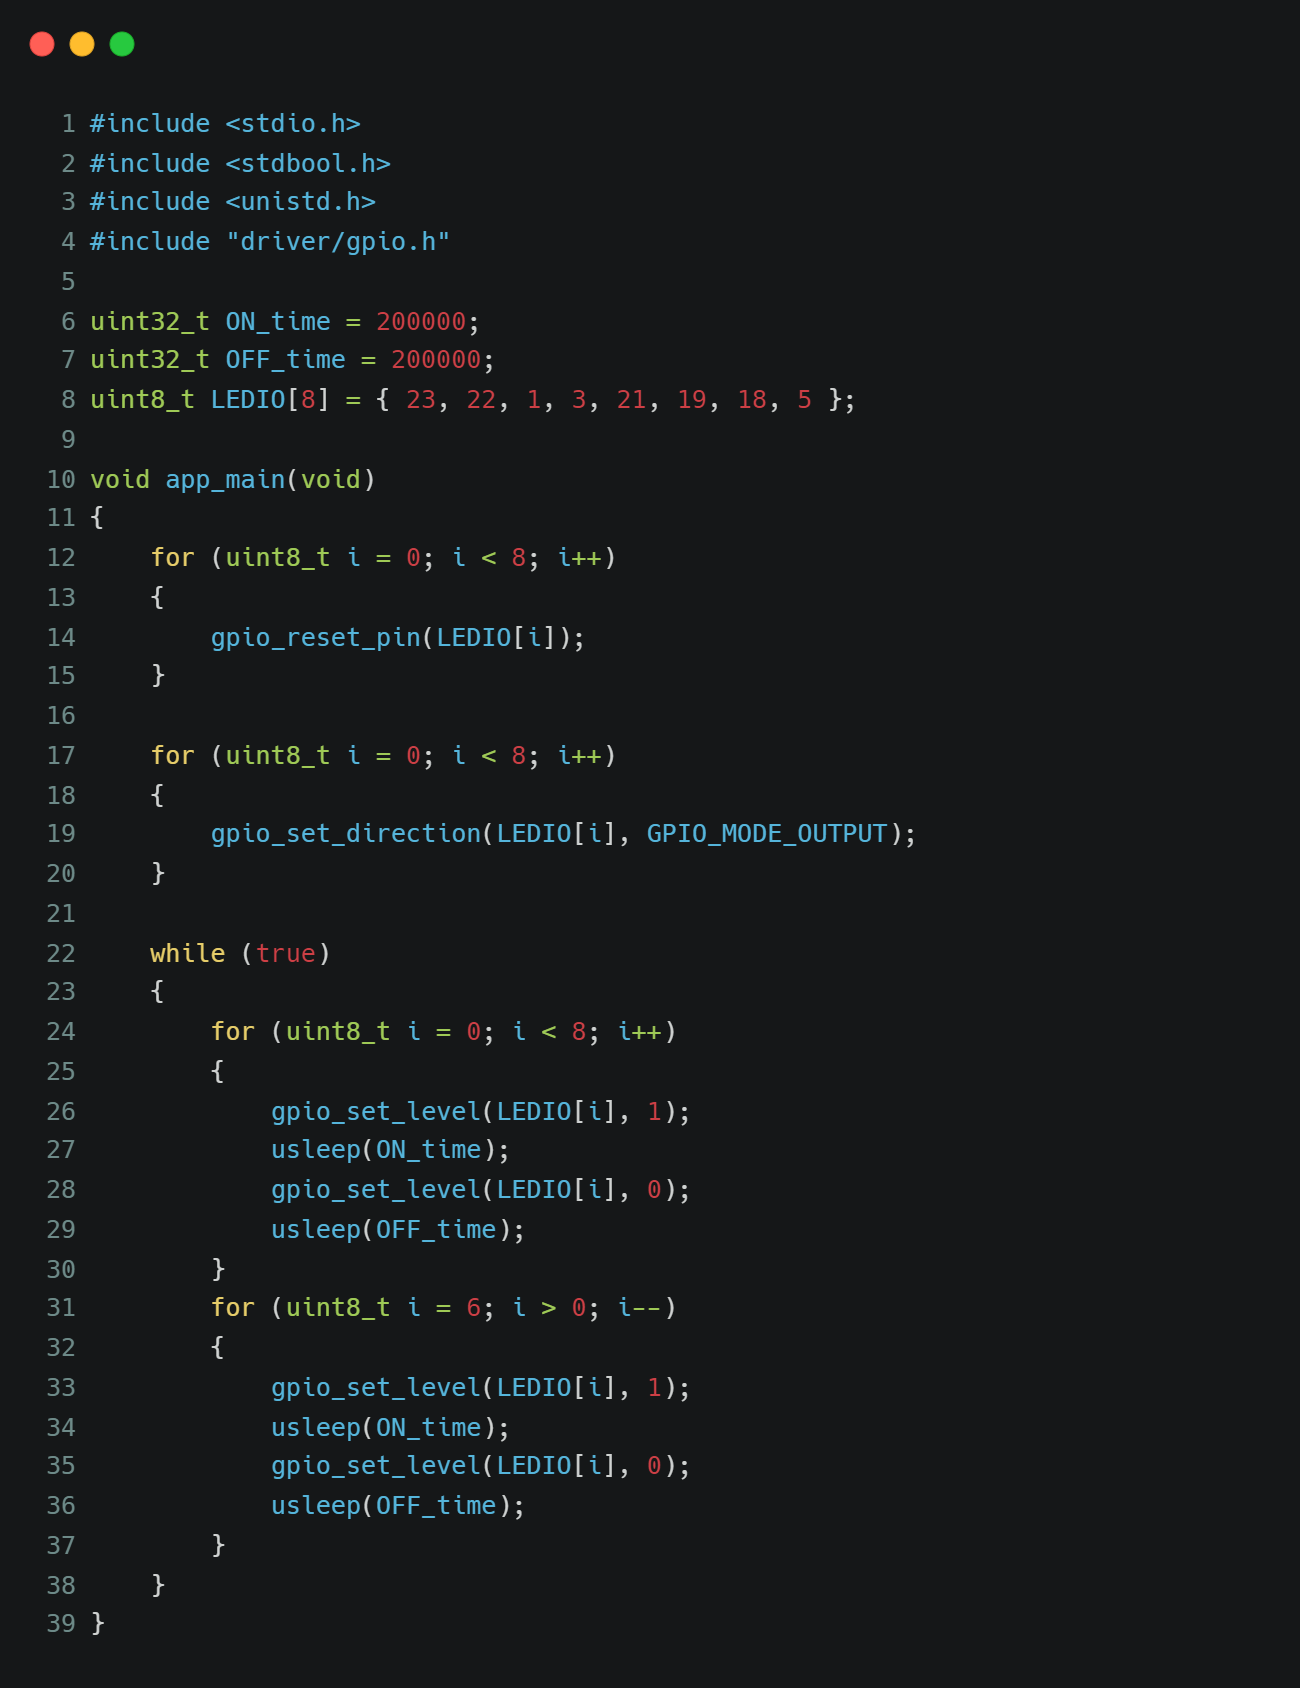 1 #include <stdio.h>
2 #include <stdbool.h>
3 #include <unistd.h>
4 #include "driver/gpio.h"
5
6 uint32_t ON_time = 200000;
7 uint32_t OFF_time = 200000;
8 uint8_t LEDIO[8] = { 23, 22, 1, 3, 21, 19, 18, 5 };
9
10 void app_main(void)
11 {
12     for (uint8_t i = 0; i < 8; i++)
13     {
14         gpio_reset_pin(LEDIO[i]);
15     }
16
17     for (uint8_t i = 0; i < 8; i++)
18     {
19         gpio_set_direction(LEDIO[i], GPIO_MODE_OUTPUT);
20     }
21
22     while (true)
23     {
24         for (uint8_t i = 0; i < 8; i++)
25         {
26             gpio_set_level(LEDIO[i], 1);
27             usleep(ON_time);
28             gpio_set_level(LEDIO[i], 0);
29             usleep(OFF_time);
30         }
31         for (uint8_t i = 6; i > 0; i--)
32         {
33             gpio_set_level(LEDIO[i], 1);
34             usleep(ON_time);
35             gpio_set_level(LEDIO[i], 0);
36             usleep(OFF_time);
37         }
38     }
39 }